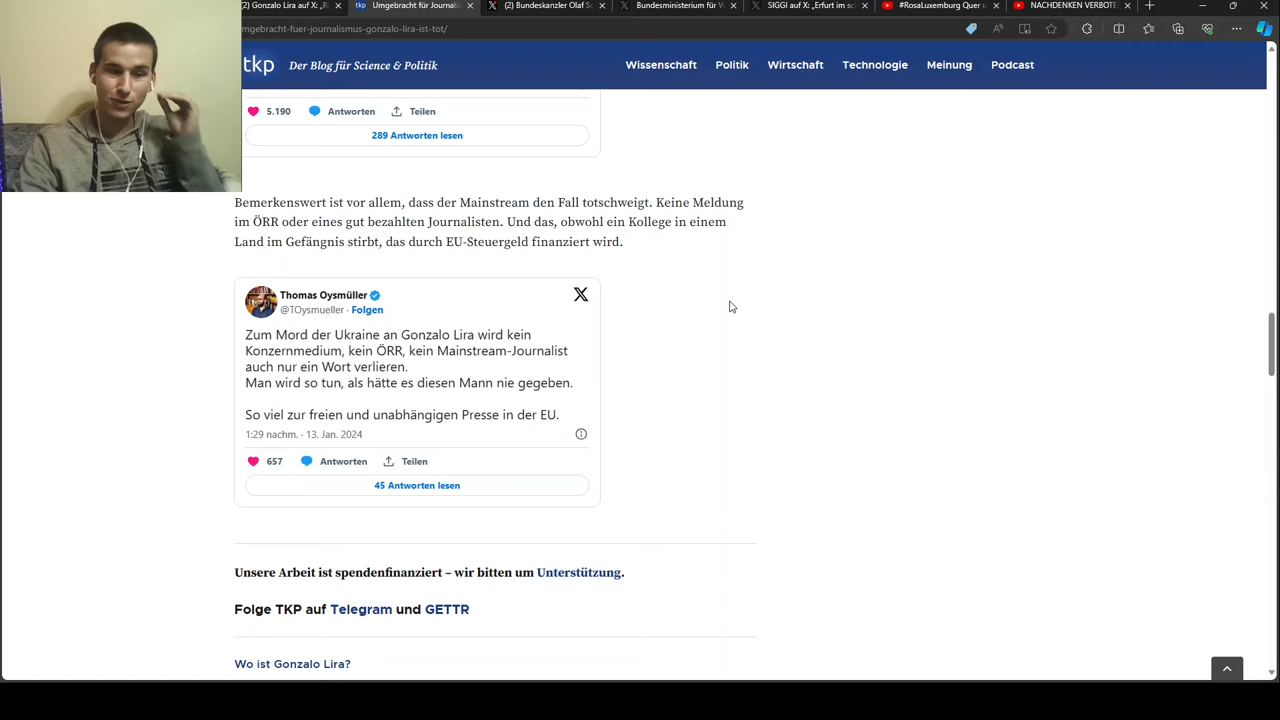 (2) Gonzalo Lira auf X: „R
Umgebracht für Journalis
(2) Bundeskanzler Olaf S
Bundesministerium für W
SIGGI auf X: „Erfurt im sch
#RosaLuxemburg Quer u
NACHDENKEN VERBOTE
mgebracht-fuer-journalismus-gonzalo-lira-ist-tot/
tkp
Der Blog für Science & Politik
Wissenschaft Politik Wirtschaft Technologie Meinung Podcast
5.190 Antworten Teilen
289 Antworten lesen
Bemerkenswert ist vor allem, dass der Mainstream den Fall totschweigt. Keine Meldung
im ÖRR oder eines gut bezahlten Journalisten. Und das, obwohl ein Kollege in einem
Land im Gefängnis stirbt, das durch EU-Steuergeld finanziert wird.
Thomas Oysmüller
@TOysmueller · Folgen
Zum Mord der Ukraine an Gonzalo Lira wird kein
Konzernmedium, kein ÖRR, kein Mainstream-Journalist
auch nur ein Wort verlieren.
Man wird so tun, als hätte es diesen Mann nie gegeben.
So viel zur freien und unabhängigen Presse in der EU.
1:29 nachm. · 13. Jan. 2024
657 Antworten Teilen
45 Antworten lesen
Unsere Arbeit ist spendenfinanziert – wir bitten um Unterstützung.
Folge TKP auf Telegram und GETTR
Wo ist Gonzalo Lira?